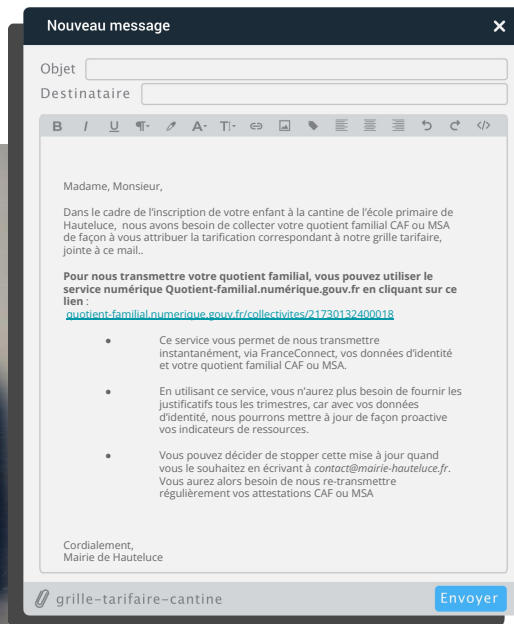 Nouveau message
Objet
Destinataire
B I U
Madame, Monsieur,
Dans le cadre de l'inscription de votre enfant à la cantine de l'école primaire de
Hauteluce, nous avons besoin de collecter votre quotient familial CAF ou MSA
de façon à vous attribuer la tarification correspondant à notre grille tarifaire,
jointe à ce mail..
Pour nous transmettre votre quotient familial, vous pouvez utiliser le
service numérique Quotient-familial.numérique.gouv.fr en cliquant sur ce
lien :
quotient-familial.numerique.gouv.fr/collectivites/21730132400018
● Ce service vous permet de nous transmettre
instantanément, via FranceConnect, vos données d'identité
et votre quotient familial CAF ou MSA.
● En utilisant ce service, vous n'aurez plus besoin de fournir les
justificatifs tous les trimestres, car avec vos données
d'identité, nous pourrons mettre à jour de façon proactive
vos indicateurs de ressources.
● Vous pouvez décider de stopper cette mise à jour quand
vous le souhaitez en écrivant à contact@mairie-hauteluce.fr.
Vous aurez alors besoin de nous re-transmettre
régulièrement vos attestations CAF ou MSA
Cordialement,
Mairie de Hauteluce
grille-tarifaire-cantine
Envoyer